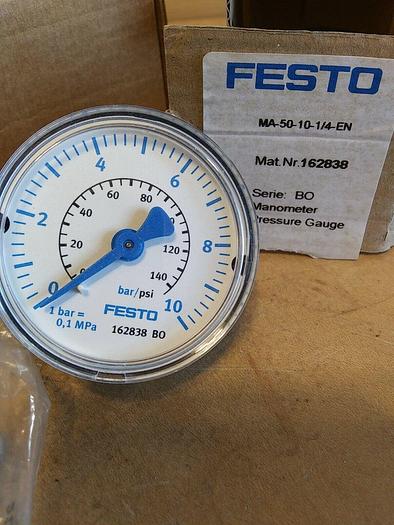 FESTO
MA-50-10-1/4-EN
Mat.Nr.162838
Serie: BO
Manometer
Pressure Gauge
0 2 4 6 8 10
20 40 60 80 120 140
bar/psi
1 bar =
0,1 MPa
FESTO
162838 BO